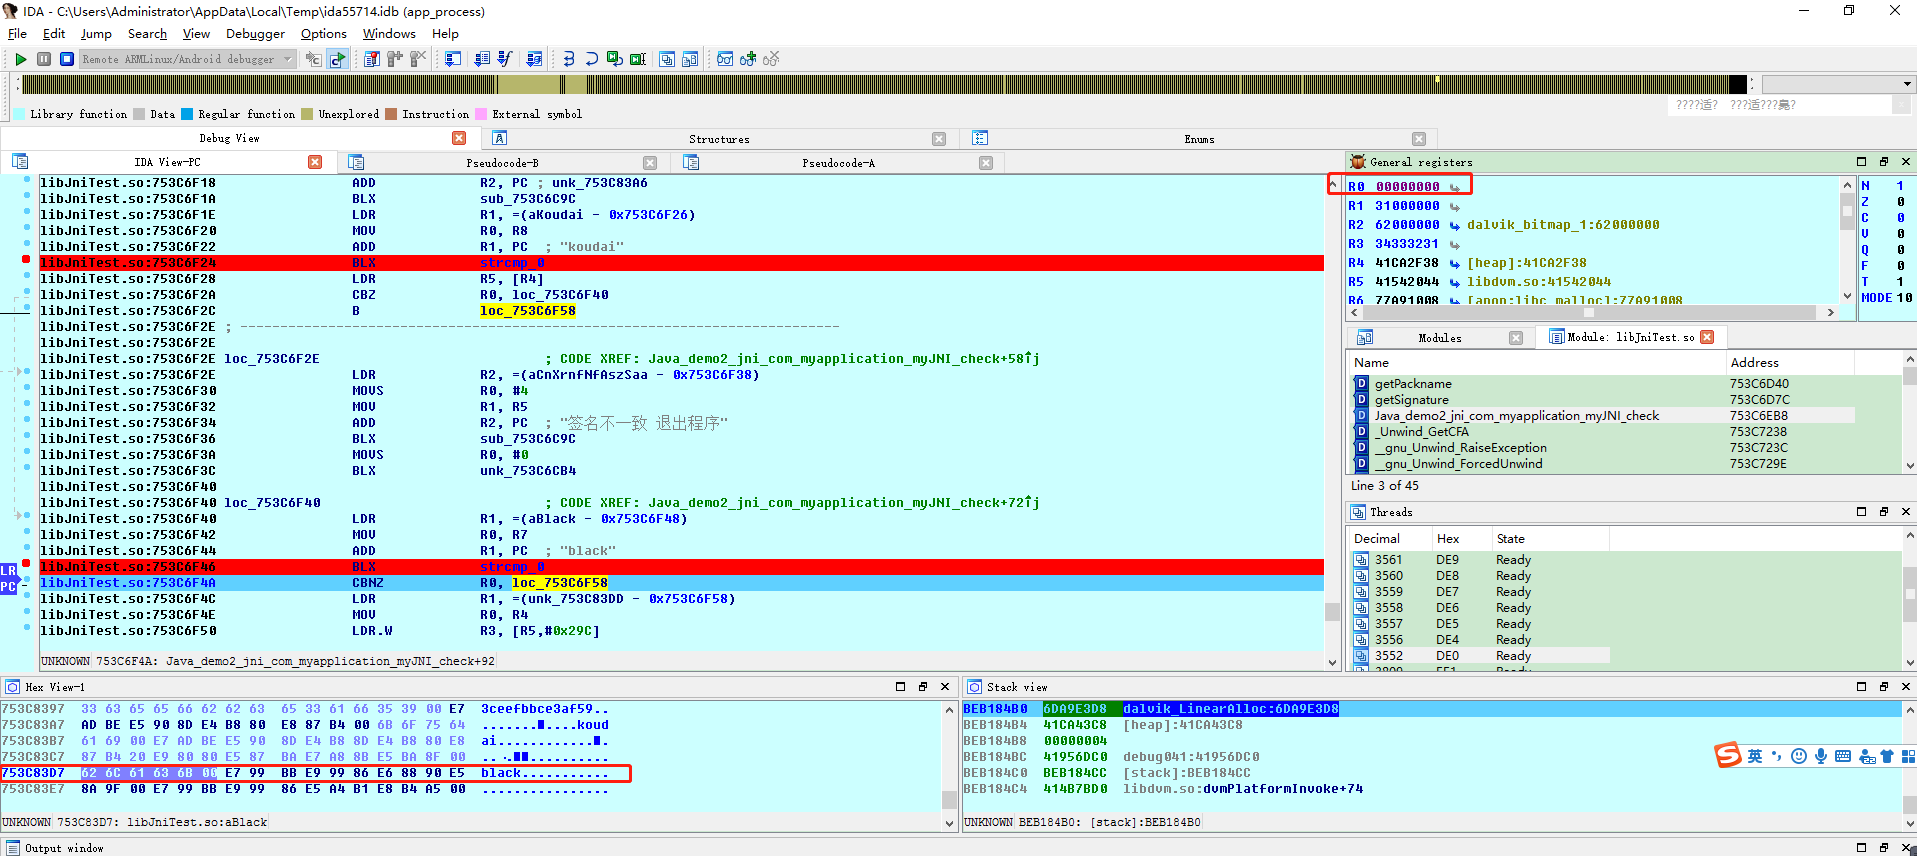 IDA - C:\Users\Administrator\AppData\Local\Temp\ida55714.idb (app_process)
File Edit Jump Search View Debugger Options Windows Help
Remote ARMLinux/Android debugger
Library function Data Regular function Unexplored Instruction External symbol
Debug View Structures Enums
IDA View-PC Pseudocode-B Pseudocode-A
libJniTest.so:753C6F18 ADD R2, PC ; unk_753C83A6
libJniTest.so:753C6F1A BLX sub_753C6C9C
libJniTest.so:753C6F1E LDR R1, =(aKoudai - 0x753C6F26)
libJniTest.so:753C6F20 MOV R0, R8
libJniTest.so:753C6F22 ADD R1, PC ; "koudai"
libJniTest.so:753C6F24 BLX strcmp_0
libJniTest.so:753C6F28 LDR R5, [R4]
libJniTest.so:753C6F2A CBZ R0, loc_753C6F40
libJniTest.so:753C6F2C B loc_753C6F58
libJniTest.so:753C6F2E ; ---------------------------------------------------------------------------
libJniTest.so:753C6F2E
libJniTest.so:753C6F2E loc_753C6F2E ; CODE XREF: Java_demo2_jni_com_myapplication_myJNI_check+58↑j
libJniTest.so:753C6F2E LDR R2, =(aCnXrnfNfAszSaa - 0x753C6F38)
libJniTest.so:753C6F30 MOVS R0, #4
libJniTest.so:753C6F32 MOV R1, R5
libJniTest.so:753C6F34 ADD R2, PC ; "签名不一致 退出程序"
libJniTest.so:753C6F36 BLX sub_753C6C9C
libJniTest.so:753C6F3A MOVS R0, #0
libJniTest.so:753C6F3C BLX unk_753C6CB4
libJniTest.so:753C6F40
libJniTest.so:753C6F40 loc_753C6F40 ; CODE XREF: Java_demo2_jni_com_myapplication_myJNI_check+72↑j
libJniTest.so:753C6F40 LDR R1, =(aBlack - 0x753C6F48)
libJniTest.so:753C6F42 MOV R0, R7
libJniTest.so:753C6F44 ADD R1, PC ; "black"
libJniTest.so:753C6F46 BLX strcmp_0
libJniTest.so:753C6F4A CBNZ R0, loc_753C6F58
libJniTest.so:753C6F4C LDR R1, =(unk_753C83DD - 0x753C6F58)
libJniTest.so:753C6F4E MOV R0, R4
libJniTest.so:753C6F50 LDR.W R3, [R5,#0x29C]
LR
PC
UNKNOWN 753C6F4A: Java_demo2_jni_com_myapplication_myJNI_check+92
General registers
R0 00000000
R1 31000000
R2 62000000 dalvik_bitmap_1:62000000
R3 34333231
R4 41CA2F38 [heap]:41CA2F38
R5 41542044 libdvm.so:41542044
R6 77A91008 [anon:libc_malloc]:77A91008
N 1
Z 0
C 0
V 0
Q 0
F 0
T 1
MODE 10
Modules Module: libJniTest.so
Name Address
getPackname 753C6D40
getSignature 753C6D7C
Java_demo2_jni_com_myapplication_myJNI_check 753C6EB8
_Unwind_GetCFA 753C7238
__gnu_Unwind_RaiseException 753C723C
__gnu_Unwind_ForcedUnwind 753C729E
Line 3 of 45
Threads
Decimal Hex State
3561 DE9 Ready
3560 DE8 Ready
3559 DE7 Ready
3558 DE6 Ready
3557 DE5 Ready
3556 DE4 Ready
3552 DE0 Ready
Hex View-1
753C8397 33 63 65 65 66 62 62 63 65 33 61 66 35 39 00 E7 3ceefbbce3af59..
753C83A7 AD BE E5 90 8D E4 B8 80 E8 87 B4 00 6B 6F 75 64
753C83B7 61 69 00 E7 AD BE E5 90 8D E4 B8 8D E4 B8 80 E8
753C83C7 87 B4 20 E9 80 80 E5 87 BA E7 A8 8B E5 BA 8F 00
753C83D7 62 6C 61 63 6B 00 E7 99 BB E9 99 86 E6 88 90 E5 black...........
753C83E7 8A 9F 00 E7 99 BB E9 99 86 E5 A4 B1 E8 B4 A5 00 ................
UNKNOWN 753C83D7: libJniTest.so:aBlack
Stack view
BEB184B0 6DA9E3D8 dalvik_LinearAlloc:6DA9E3D8
BEB184B4 41CA43C8 [heap]:41CA43C8
BEB184B8 00000004
BEB184BC 41956DC0 debug041:41956DC0
BEB184C0 BEB184CC [stack]:BEB184CC
BEB184C4 414B7BD0 libdvm.so:dvmPlatformInvoke+74
UNKNOWN BEB184B0: [stack]:BEB184B0
英
Output window